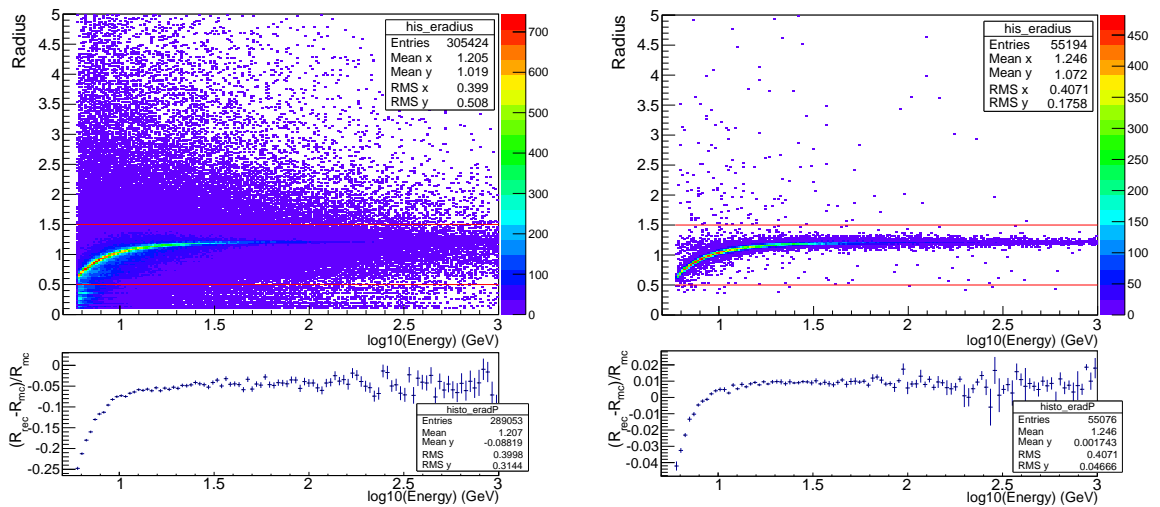 his_eradius
Entries 305424
Mean x 1.205
Mean y 1.019
RMS x 0.399
RMS y 0.508
Radius
5
4.5
4
3.5
3
2.5
2
1.5
1
0.5
0
1
1.5
2
2.5
3
log10(Energy) (GeV)
700
600
500
400
300
200
100
0
his_eradius
Entries 55194
Mean x 1.246
Mean y 1.072
RMS x 0.4071
RMS y 0.1758
Radius
5
4.5
4
3.5
3
2.5
2
1.5
1
0.5
0
1
1.5
2
2.5
3
log10(Energy) (GeV)
450
400
350
300
250
200
150
100
50
0
(R_rec-R_mc)/R_mc
0
-0.05
-0.1
-0.15
-0.2
-0.25
histo_eradP
Entries 289053
Mean 1.207
Mean y -0.08819
RMS 0.3998
RMS y 0.3144
1
1.5
2
2.5
3
log10(Energy) (GeV)
(R_rec-R_mc)/R_mc
0.02
0.01
0
-0.01
-0.02
-0.03
-0.04
histo_eradP
Entries 55076
Mean 1.246
Mean y 0.001743
RMS 0.4071
RMS y 0.04666
1
1.5
2
2.5
3
log10(Energy) (GeV)